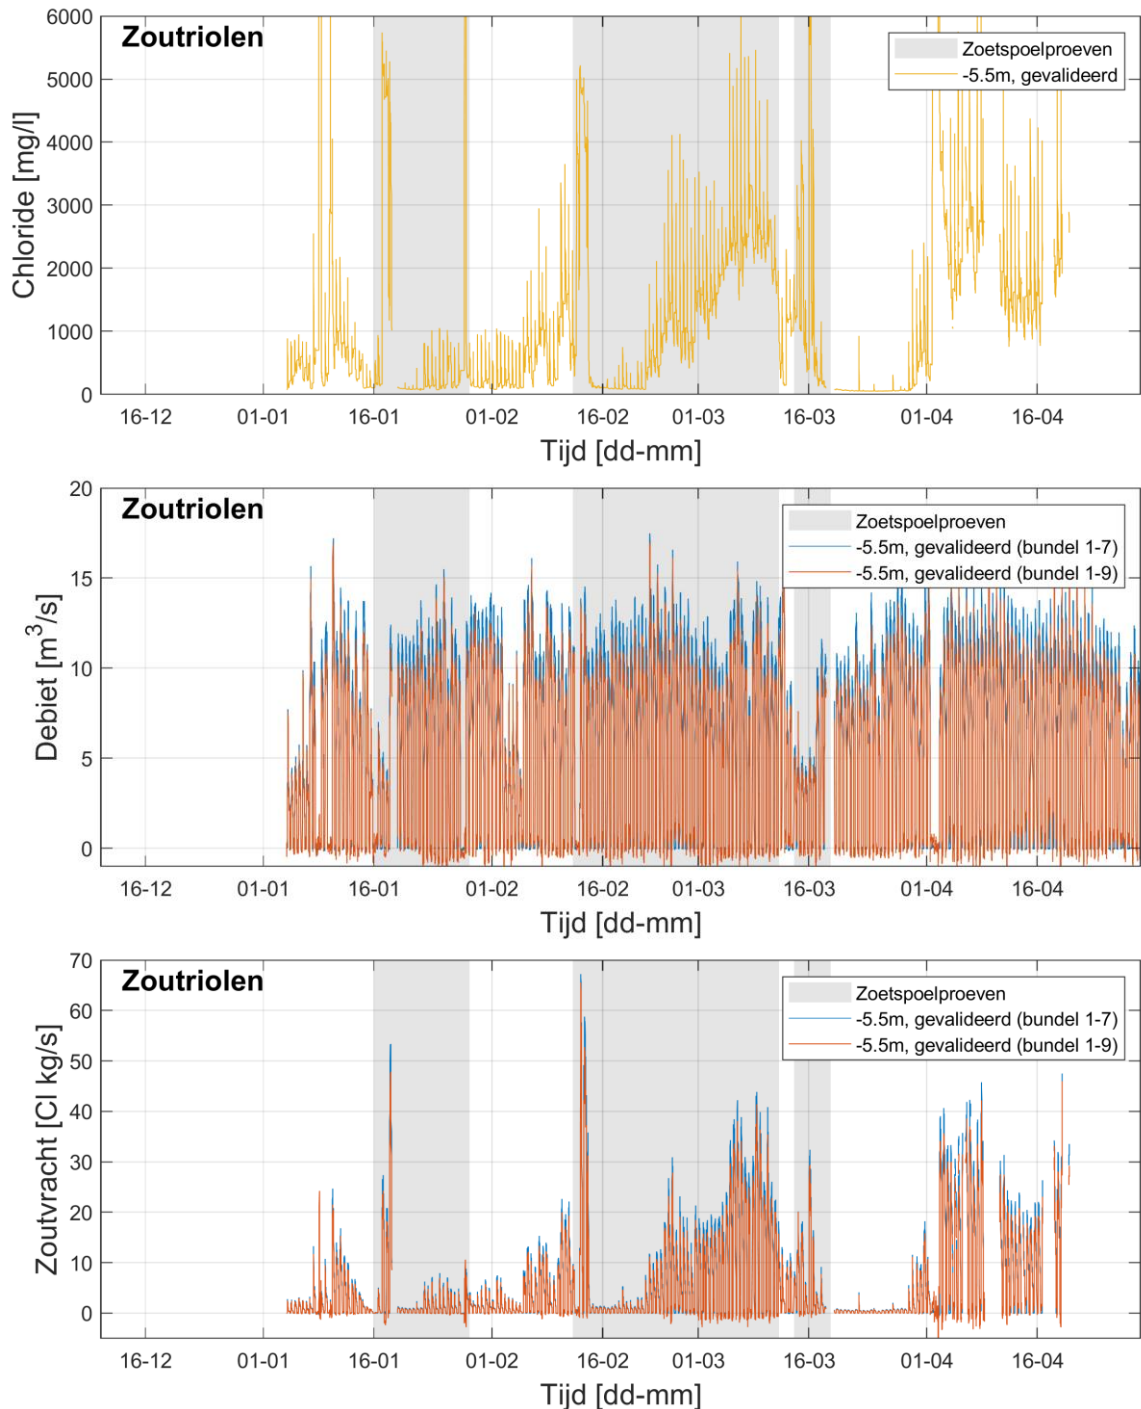 Zoutriolen
Chloride [mg/l]
6000
5000
4000
3000
2000
1000
0
Zoetspoelproeven
-5.5m, gevalideerd
16-12 01-01 16-01 01-02 16-02 01-03 16-03 01-04 16-04
Tijd [dd-mm]
Zoutriolen
Debiet [m³/s]
20
15
10
5
0
Zoetspoelproeven
-5.5m, gevalideerd (bundel 1-7)
-5.5m, gevalideerd (bundel 1-9)
16-12 01-01 16-01 01-02 16-02 01-03 16-03 01-04 16-04
Tijd [dd-mm]
Zoutriolen
Zoutvracht [Cl kg/s]
70
60
50
40
30
20
10
0
Zoetspoelproeven
-5.5m, gevalideerd (bundel 1-7)
-5.5m, gevalideerd (bundel 1-9)
16-12 01-01 16-01 01-02 16-02 01-03 16-03 01-04 16-04
Tijd [dd-mm]